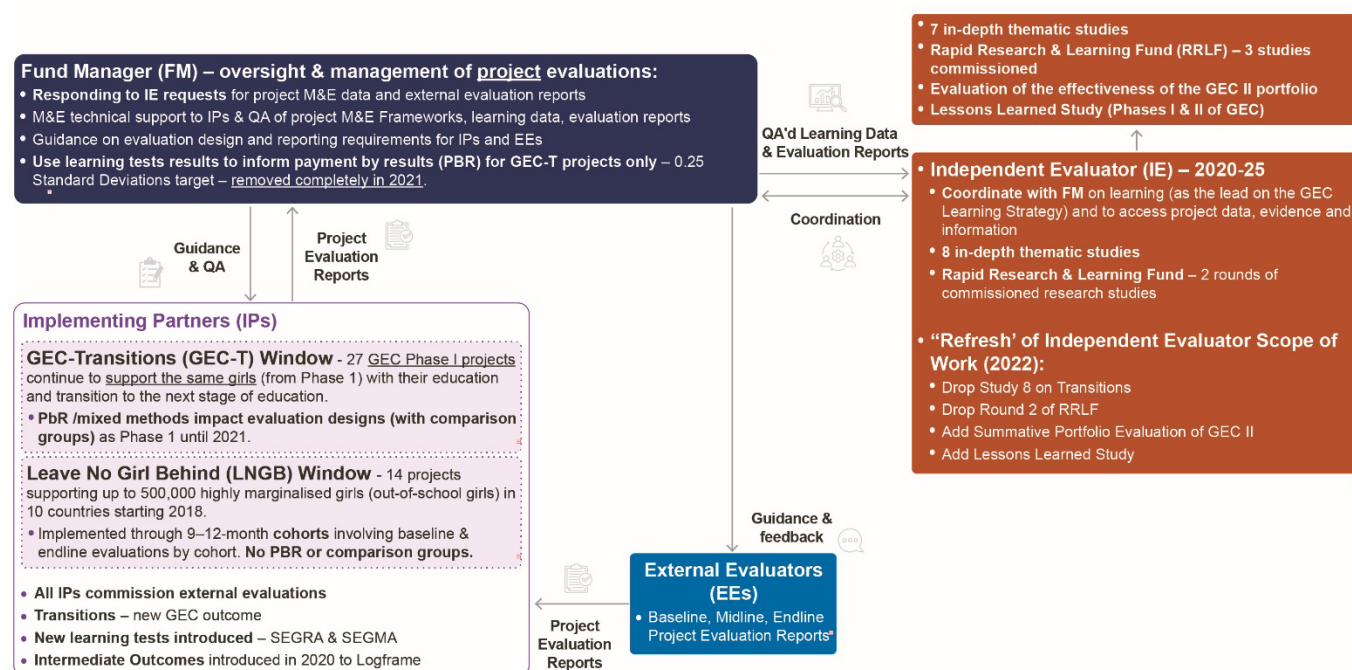 Fund Manager (FM) – oversight & management of project evaluations:
• Responding to IE requests for project M&E data and external evaluation reports
• M&E technical support to IPs & QA of project M&E Frameworks, learning data, evaluation reports
• Guidance on evaluation design and reporting requirements for IPs and EEs
• Use learning tests results to inform payment by results (PBR) for GEC-T projects only – 0.25
Standard Deviations target – removed completely in 2021.
QA'd Learning Data
& Evaluation Reports
Coordination
• 7 in-depth thematic studies
• Rapid Research & Learning Fund (RRLF) – 3 studies
commissioned
• Evaluation of the effectiveness of the GEC II portfolio
• Lessons Learned Study (Phases I & II of GEC)
• Independent Evaluator (IE) – 2020-25
• Coordinate with FM on learning (as the lead on the GEC
Learning Strategy) and to access project data, evidence and
information
• 8 in-depth thematic studies
• Rapid Research & Learning Fund – 2 rounds of
commissioned research studies
• “Refresh’ of Independent Evaluator Scope of
Work (2022):
• Drop Study 8 on Transitions
• Drop Round 2 of RRLF
• Add Summative Portfolio Evaluation of GEC II
• Add Lessons Learned Study
Guidance
& QA
Project
Evaluation
Reports
Implementing Partners (IPs)
GEC-Transitions (GEC-T) Window - 27 GEC Phase I projects
continue to support the same girls (from Phase 1) with their education
and transition to the next stage of education.
• PbR /mixed methods impact evaluation designs (with comparison
groups) as Phase 1 until 2021.
Leave No Girl Behind (LNGB) Window - 14 projects
supporting up to 500,000 highly marginalised girls (out-of-school girls) in
10 countries starting 2018.
• Implemented through 9–12-month cohorts involving baseline &
endline evaluations by cohort. No PBR or comparison groups.
• All IPs commission external evaluations
• Transitions – new GEC outcome
• New learning tests introduced – SEGRA & SEGMA
• Intermediate Outcomes introduced in 2020 to Logframe
Guidance &
feedback
External Evaluators
(EEs)
• Baseline, Midline, Endline
Project Evaluation Reports
Project
Evaluation
Reports